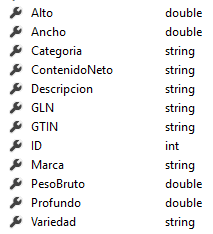 Alto double
Ancho double
Categoria string
ContenidoNeto string
Descripcion string
GLN string
GTIN string
ID int
Marca string
PesoBruto double
Profundo double
Variedad string